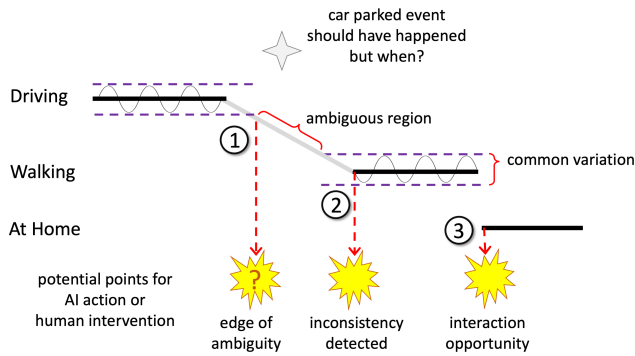 car parked event
should have happened
but when?
Driving
ambiguous region
1
common variation
Walking
2
At Home
3
?
potential points for
AI action or
human intervention
edge of
ambiguity
inconsistency
detected
interaction
opportunity